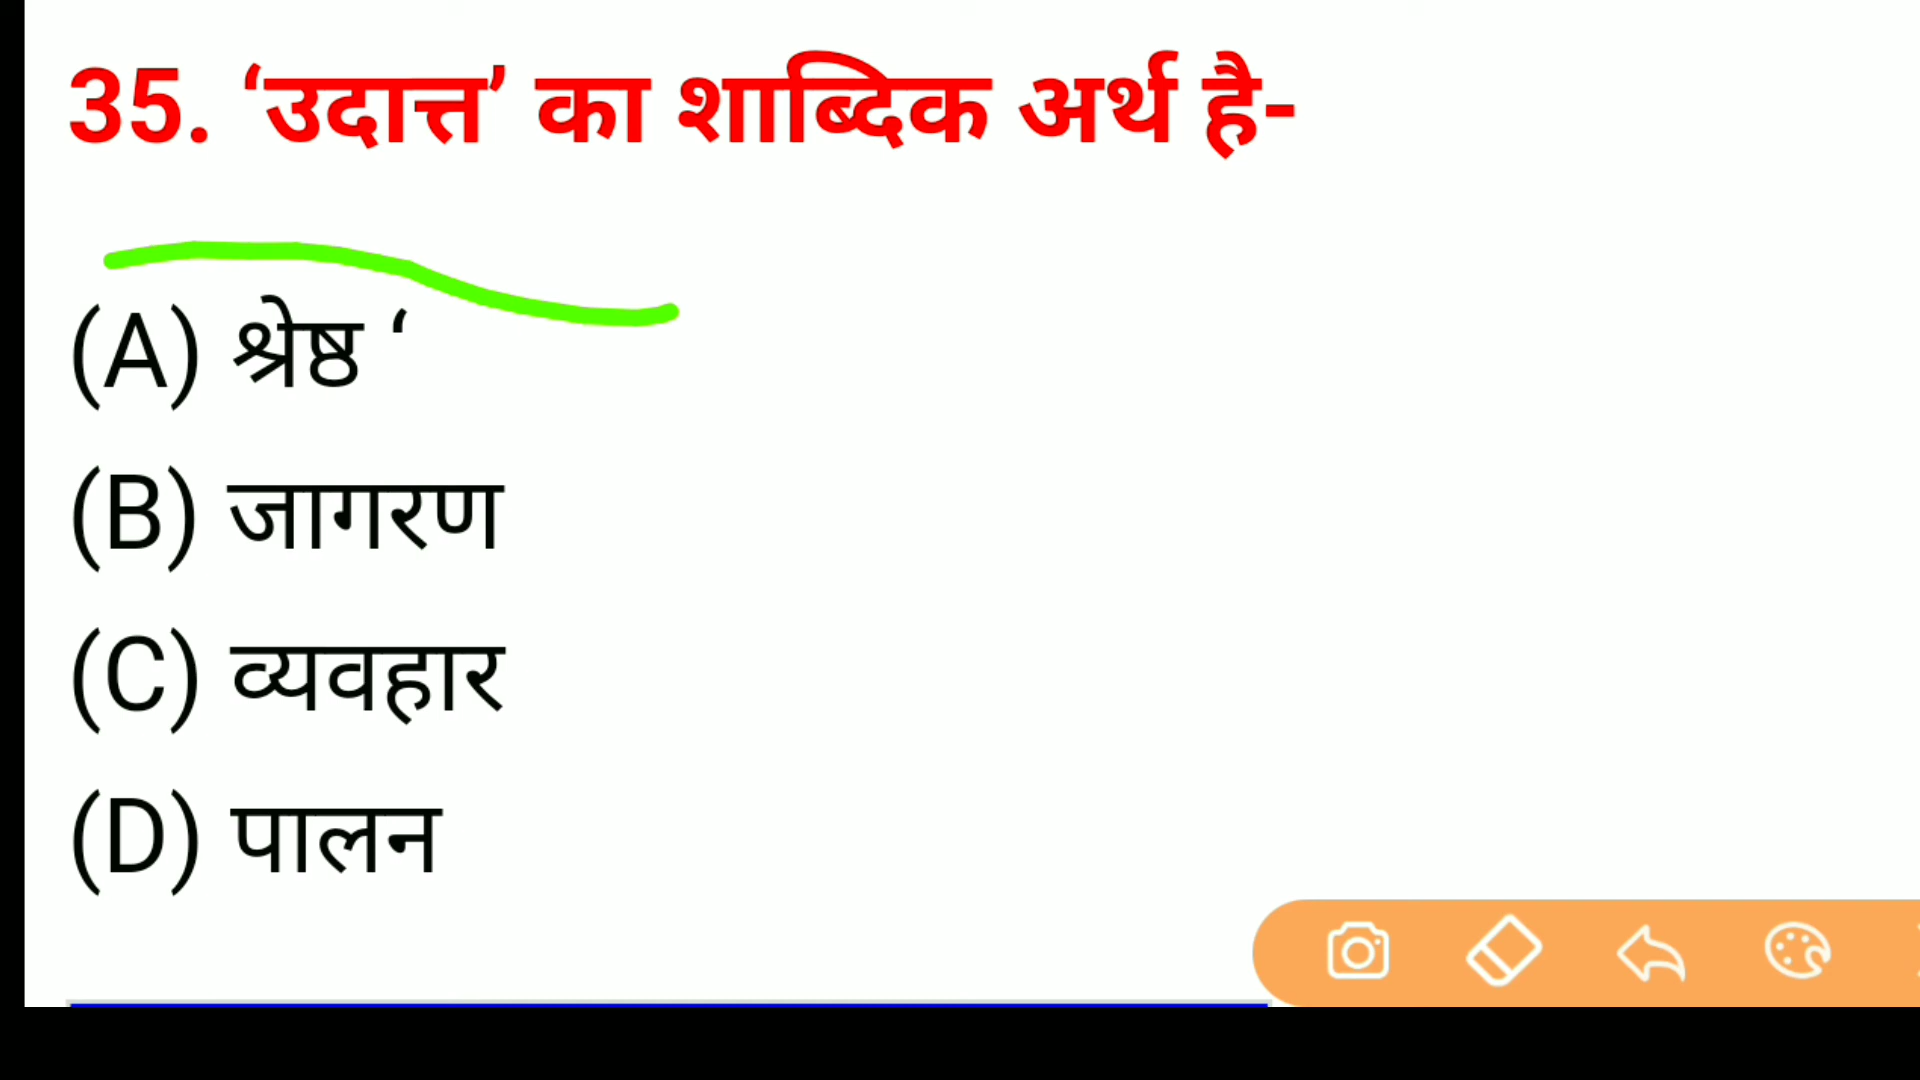 35. ‘उदात्त’ का शाब्दिक अर्थ है-
(A) श्रेष्ठ ‘
(B) जागरण
(C) व्यवहार
(D) पालन